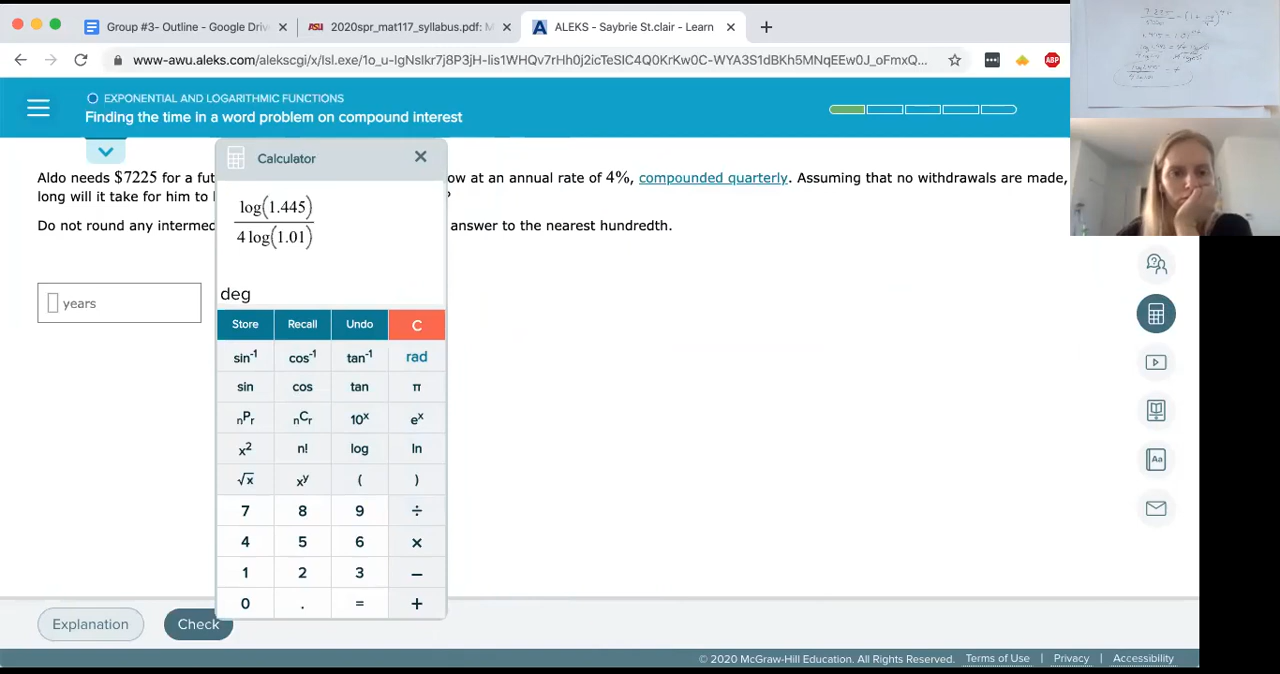 Group #3- Outline - Google Driv
2020spr_mat117_syllabus.pdf: M
ALEKS - Saybrie St.clair - Learn
www-awu.aleks.com/alekscgi/x/Isl.exe/1o_u-IgNsIkr7j8P3jH-Iis1WHQv7rHh0j2icTeSIC4Q0KrKw0C-WYA3S1dBKh5MNqEEw0J_oFmxQ...
ABP
EXPONENTIAL AND LOGARITHMIC FUNCTIONS
Finding the time in a word problem on compound interest
Aldo needs $7225 for a fut
ow at an annual rate of 4%, compounded quarterly. Assuming that no withdrawals are made,
long will it take for him to
?
Do not round any intermed
answer to the nearest hundredth.
years
Calculator
log(1.445)
4 log(1.01)
deg
Store Recall Undo C
sin-1 cos-1 tan-1 rad
sin cos tan π
nPr nCr 10x ex
x2 n! log ln
√x xy ( )
7 8 9 ÷
4 5 6 ×
1 2 3 −
0 . = +
Aa
Explanation
Check
© 2020 McGraw-Hill Education. All Rights Reserved. Terms of Use | Privacy | Accessibility